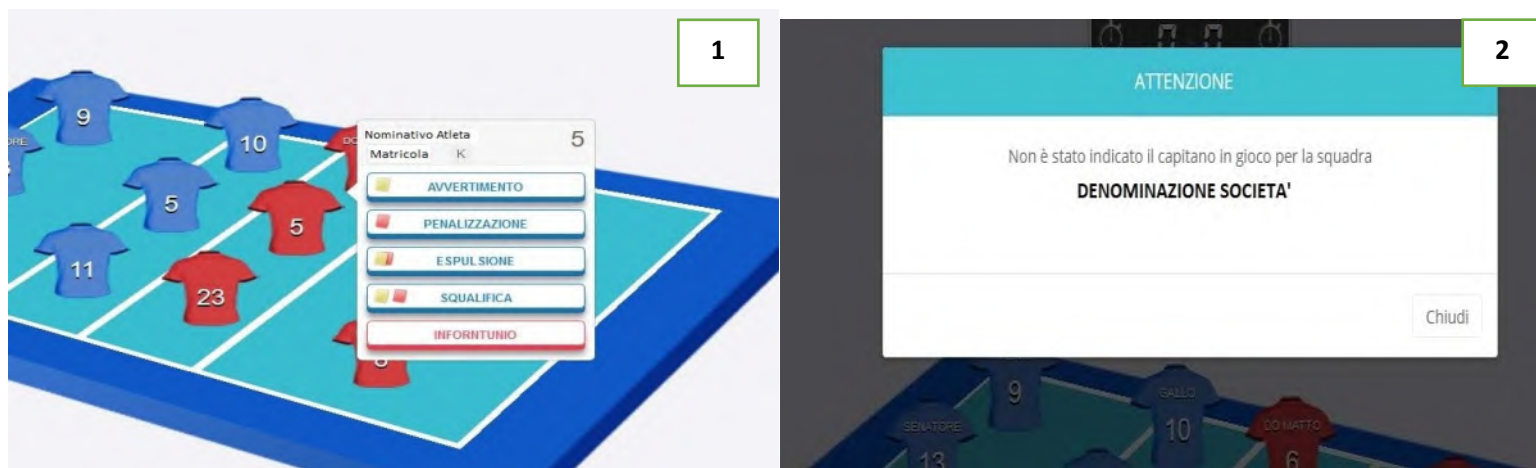 1
9
10
5
5
11
23
Nominativo Atleta 5
Matricola K
AVVERTIMENTO
PENALIZZAZIONE
ESPULSIONE
SQUALIFICA
INFORNTUNIO
2
0 0
ATTENZIONE
Non è stato indicato il capitano in gioco per la squadra
DENOMINAZIONE SOCIETA'
Chiudi
9
GALLO
10
SENATORE
13
DO MATTO
6